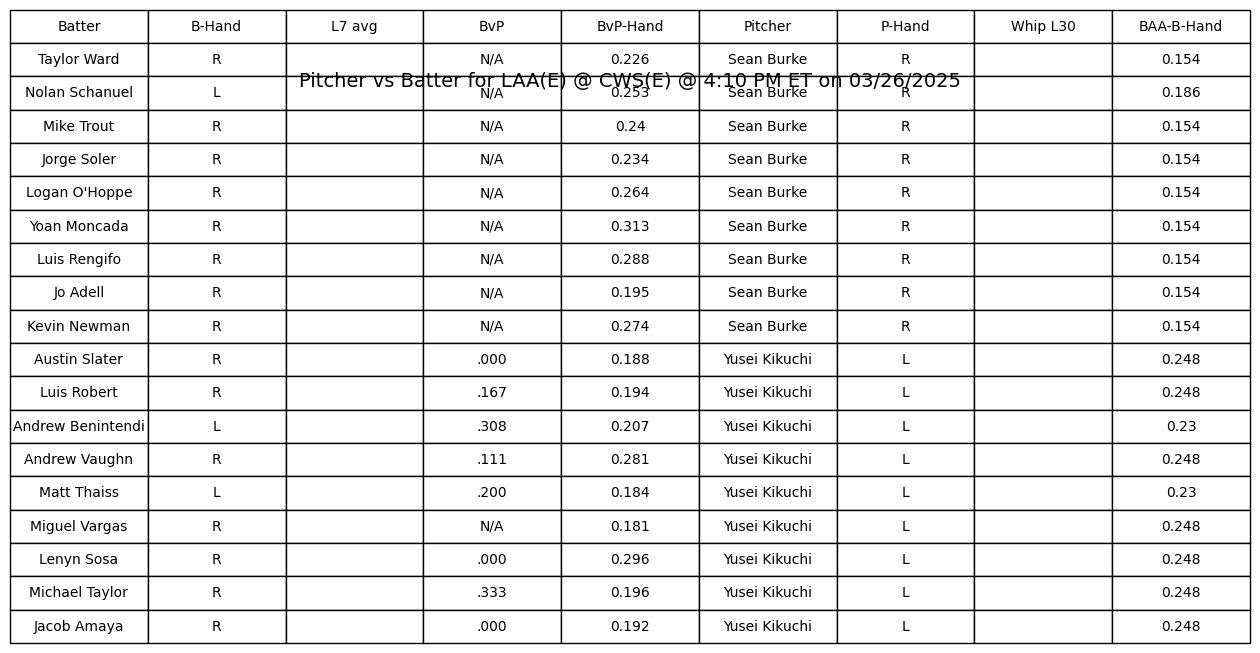 Batter B-Hand L7 avg BvP BvP-Hand Pitcher P-Hand Whip L30 BAA-B-Hand
Taylor Ward R N/A 0.226 Sean Burke R 0.154
Pitcher vs Batter for LAA(E) @ CWS(E) @ 4:10 PM ET on 03/26/2025
Nolan Schanuel L N/A 0.253 Sean Burke R 0.186
Mike Trout R N/A 0.24 Sean Burke R 0.154
Jorge Soler R N/A 0.234 Sean Burke R 0.154
Logan O'Hoppe R N/A 0.264 Sean Burke R 0.154
Yoan Moncada R N/A 0.313 Sean Burke R 0.154
Luis Rengifo R N/A 0.288 Sean Burke R 0.154
Jo Adell R N/A 0.195 Sean Burke R 0.154
Kevin Newman R N/A 0.274 Sean Burke R 0.154
Austin Slater R .000 0.188 Yusei Kikuchi L 0.248
Luis Robert R .167 0.194 Yusei Kikuchi L 0.248
Andrew Benintendi L .308 0.207 Yusei Kikuchi L 0.23
Andrew Vaughn R .111 0.281 Yusei Kikuchi L 0.248
Matt Thaiss L .200 0.184 Yusei Kikuchi L 0.23
Miguel Vargas R N/A 0.181 Yusei Kikuchi L 0.248
Lenyn Sosa R .000 0.296 Yusei Kikuchi L 0.248
Michael Taylor R .333 0.196 Yusei Kikuchi L 0.248
Jacob Amaya R .000 0.192 Yusei Kikuchi L 0.248